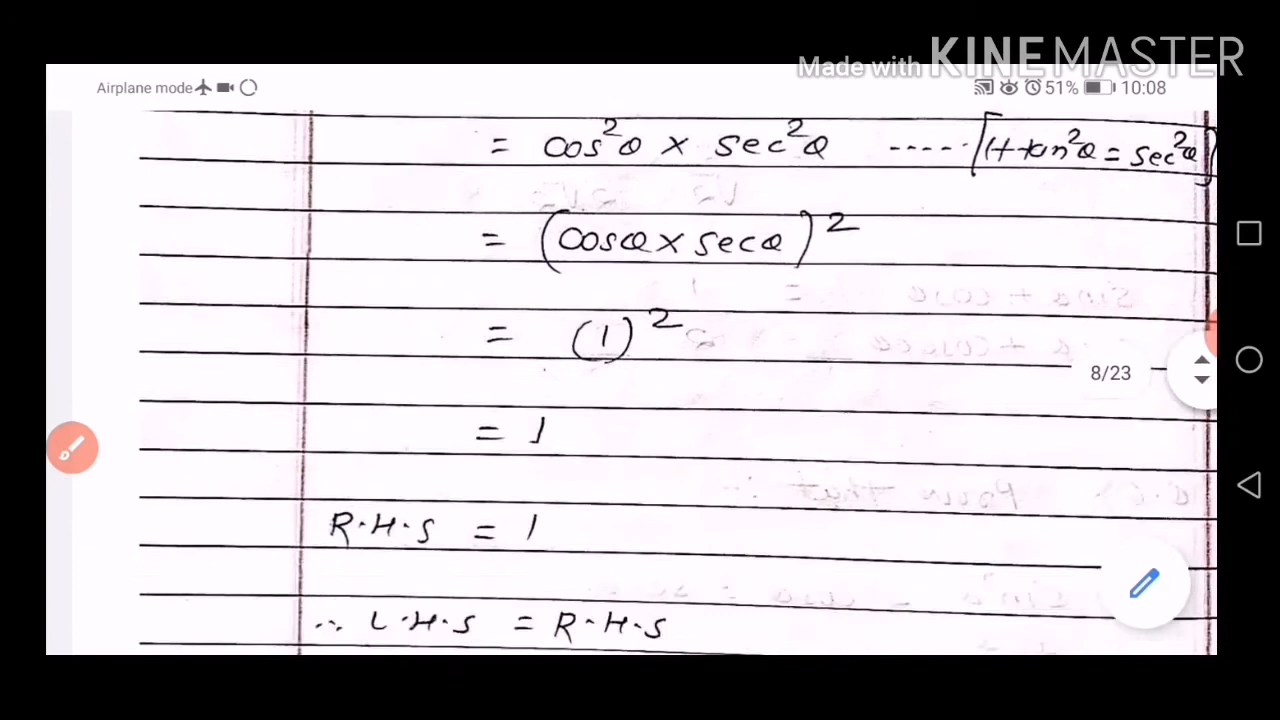 Made with KINEMASTER
Airplane mode 51% 10:08
= cos²θ × sec²θ ----- [1+tan²θ = sec²θ]
= (cosθ × secθ)²
= (1)²
8/23
= 1
R.H.S = 1
∴ L.H.S = R.H.S